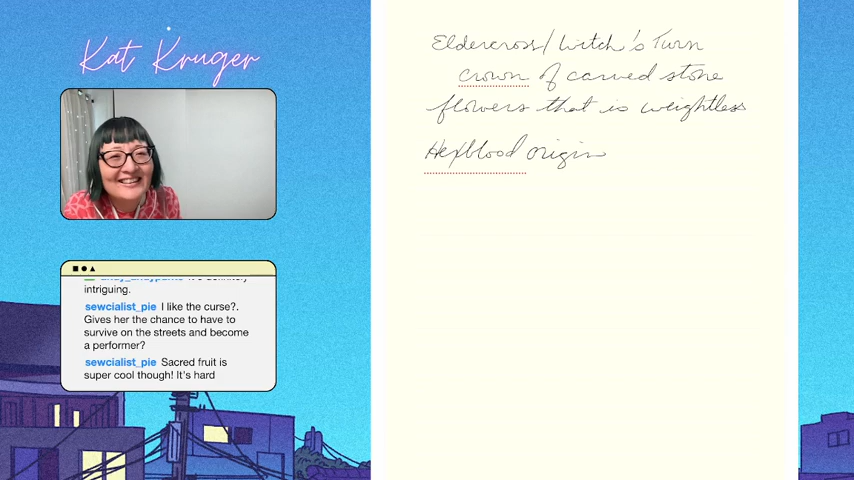 Kat Kruger
Eldercross/Witch's Turn
crown of carved stone
flowers that is weightless
Hexblood origin
intriguing.
sewcialist_pie I like the curse?.
Gives her the chance to have to
survive on the streets and become
a performer?
sewcialist_pie Sacred fruit is
super cool though! It's hard